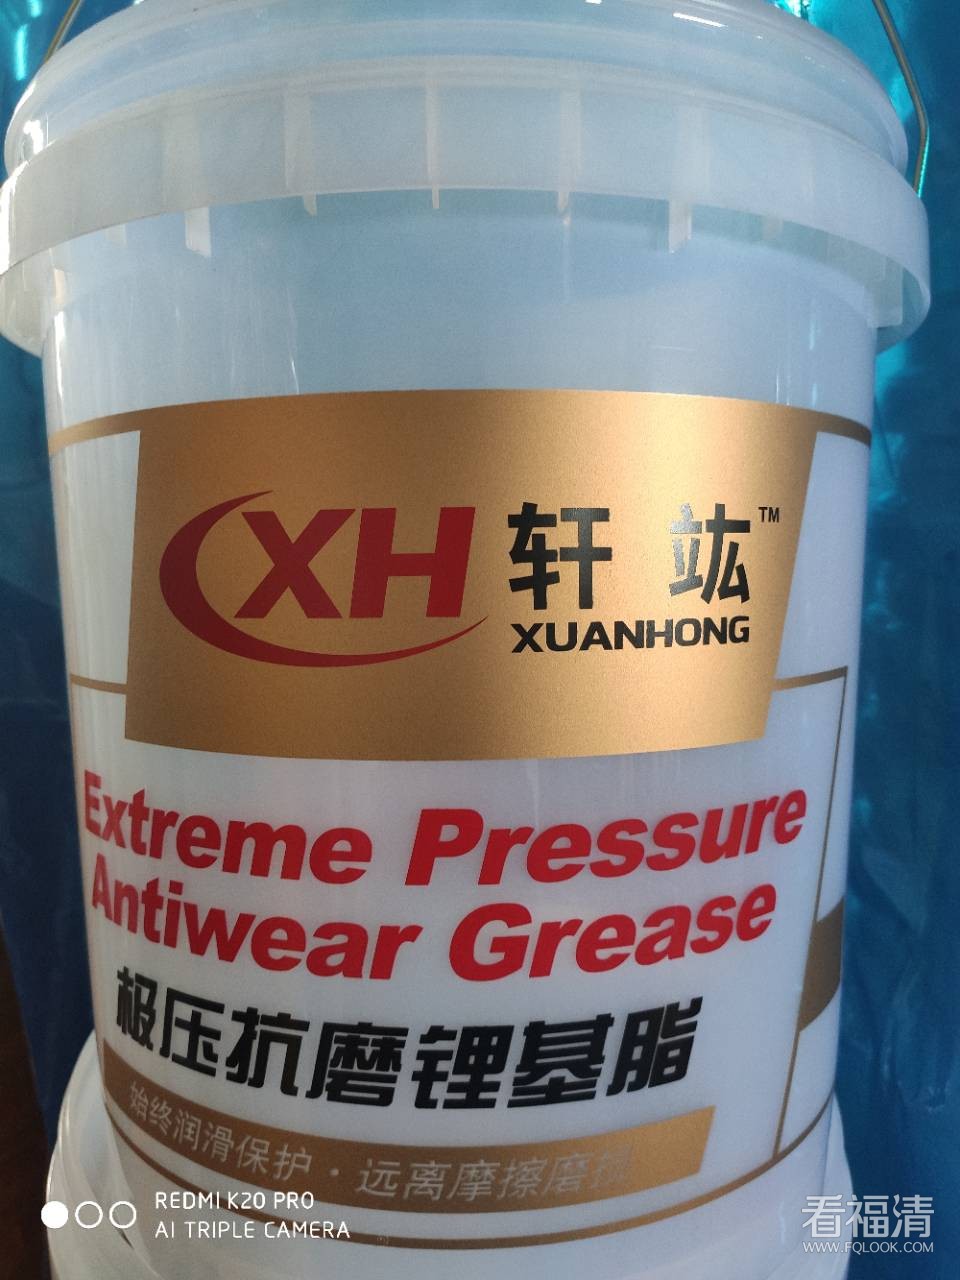 XH 轩竑™
XUANHONG
Extreme Pressure
Antiwear Grease
极压抗磨锂基脂
始终润滑保护·远离摩擦磨损
REDMI K20 PRO
AI TRIPLE CAMERA
看福清
WWW.FQLOOK.COM